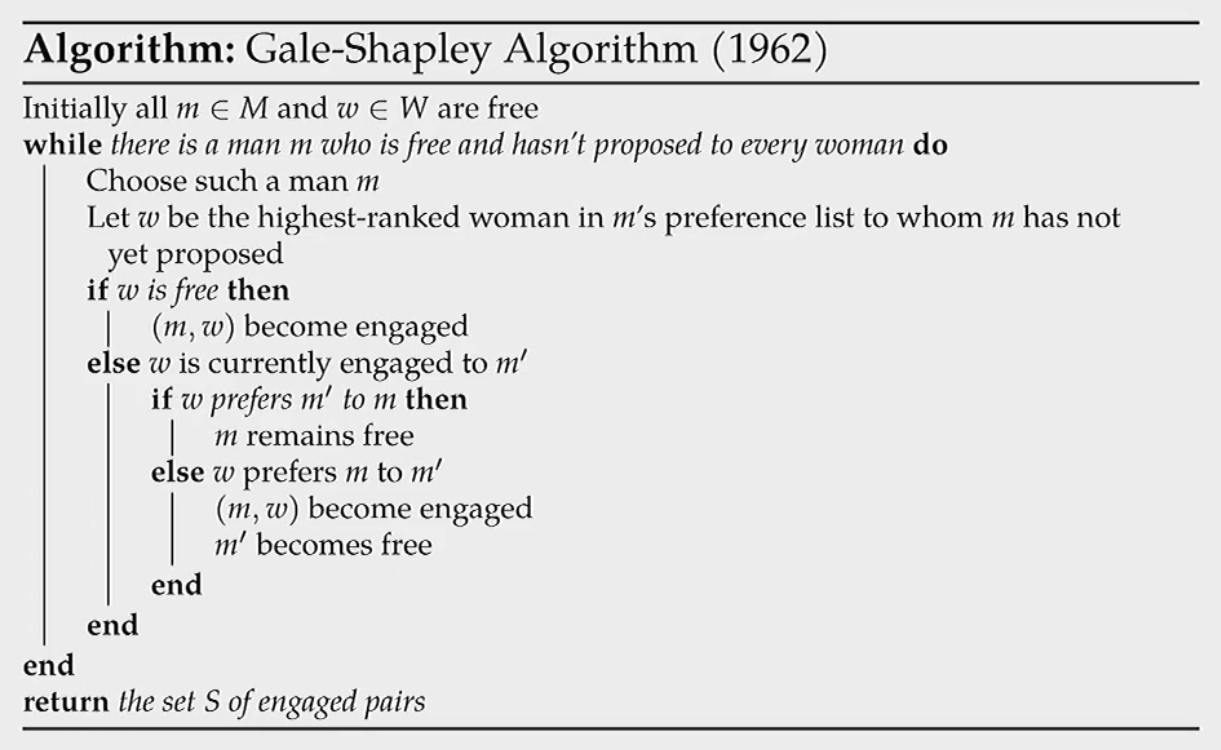 Algorithm: Gale-Shapley Algorithm (1962)
Initially all m ∈ M and w ∈ W are free
while there is a man m who is free and hasn't proposed to every woman do
Choose such a man m
Let w be the highest-ranked woman in m's preference list to whom m has not
yet proposed
if w is free then
(m, w) become engaged
else w is currently engaged to m′
if w prefers m′ to m then
m remains free
else w prefers m to m′
(m, w) become engaged
m′ becomes free
end
end
end
return the set S of engaged pairs